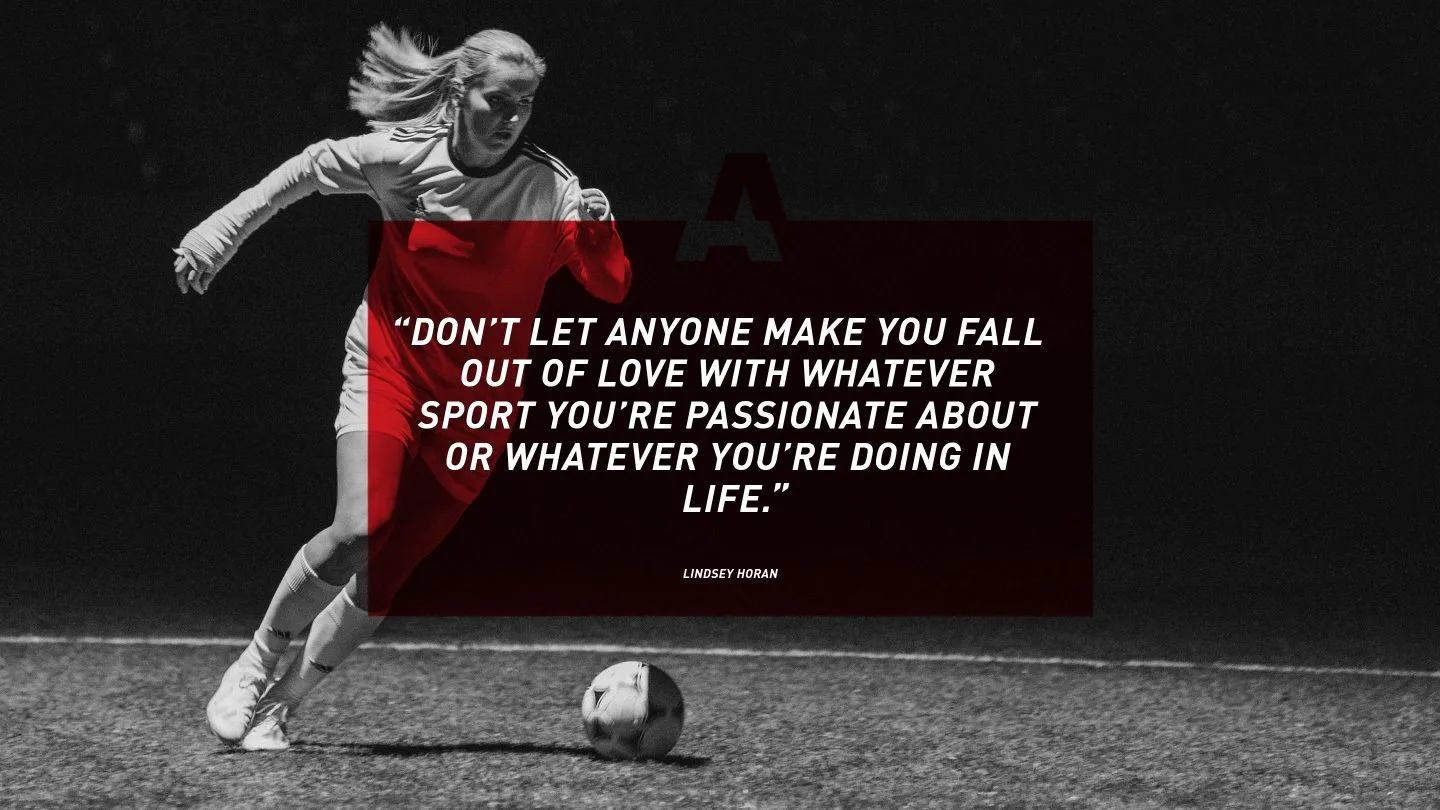 A
“DON’T LET ANYONE MAKE YOU FALL
OUT OF LOVE WITH WHATEVER
SPORT YOU’RE PASSIONATE ABOUT
OR WHATEVER YOU’RE DOING IN
LIFE.”
LINDSEY HORAN